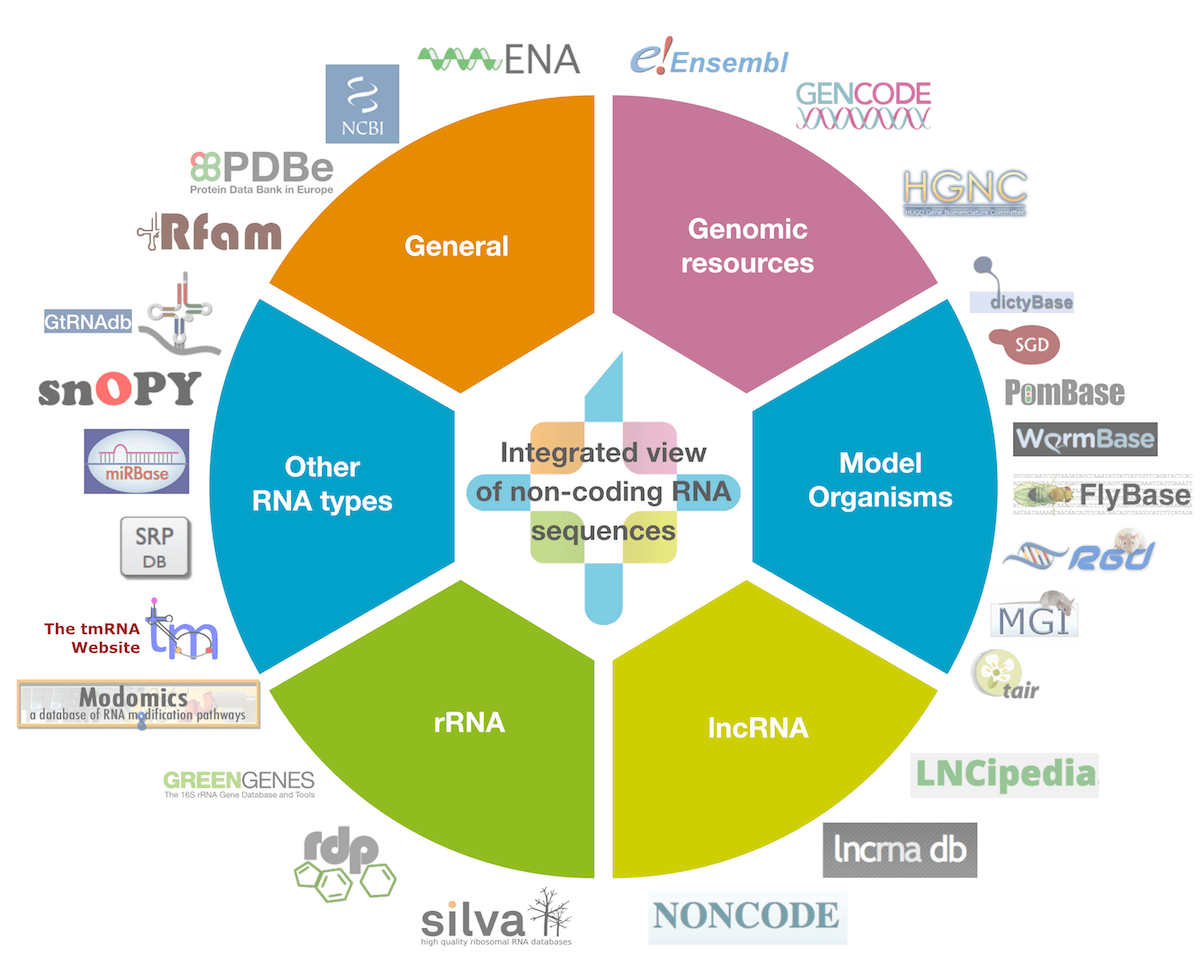 ENA
e!Ensembl
NCBI
GENCODE
PDBe
Protein Data Bank in Europe
HGNC
HUGO Gene Nomenclature Committee
Rfam
General
Genomic
resources
dictyBase
GtRNAdb
SGD
snOPY
PomBase
WormBase
miRBase
Other
RNA types
Integrated view
of non-coding RNA
sequences
Model
Organisms
FlyBase
SRP
DB
RGD
The tmRNA
Website
tm
MGI
tair
Modomics
a database of RNA modification pathways
rRNA
lncRNA
GREENGENES
The 16S rRNA Gene Database and Tools
LNCipedia
rdp
lncrna db
silva
high quality ribosomal RNA databases
NONCODE